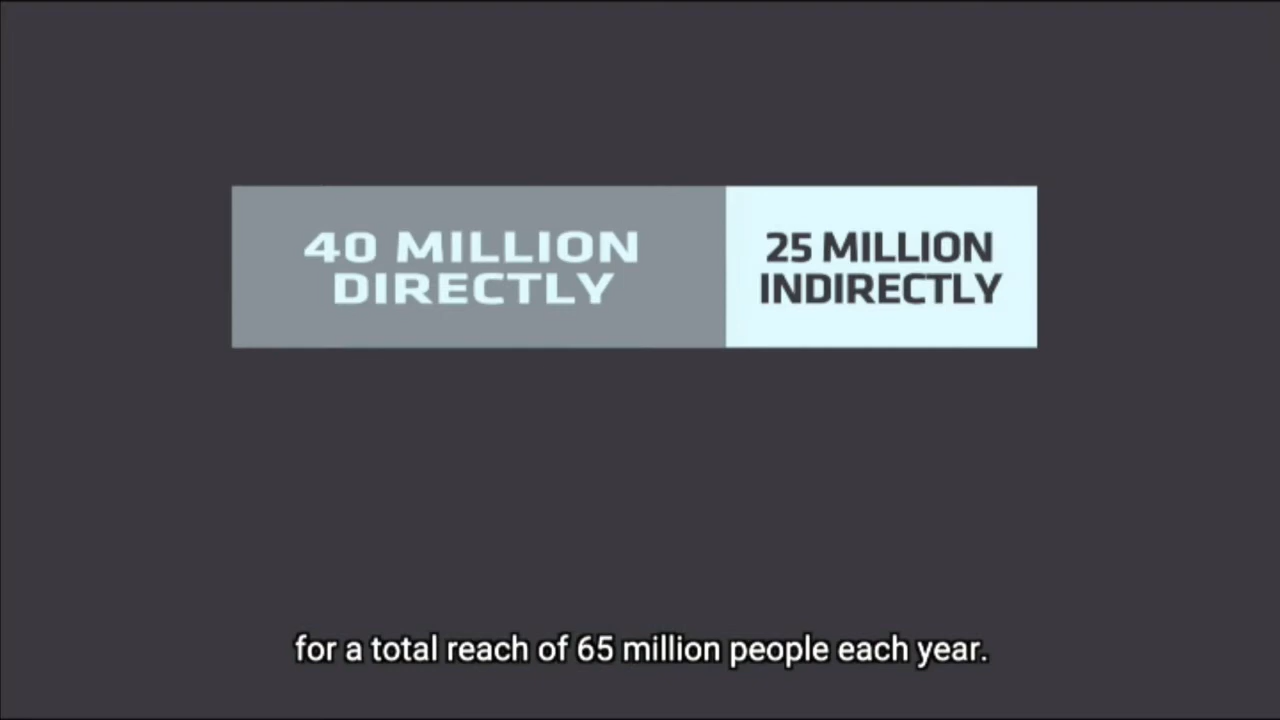 40 MILLION
DIRECTLY
25 MILLION
INDIRECTLY
for a total reach of 65 million people each year.